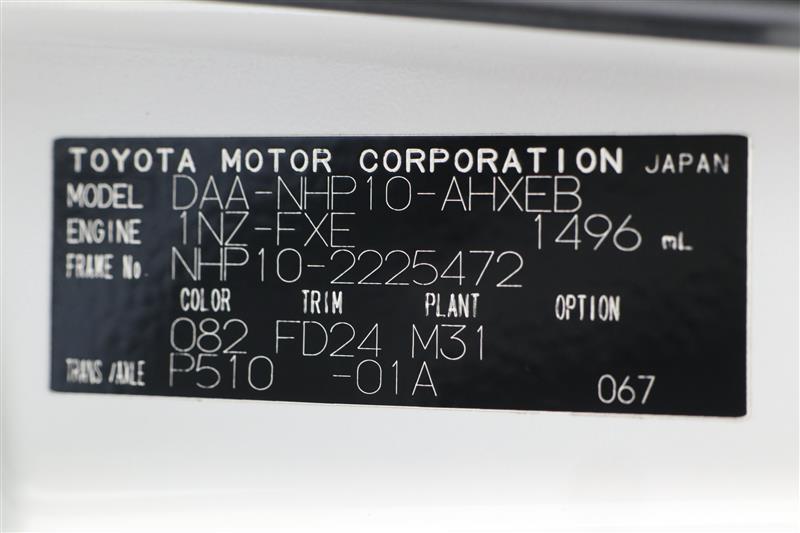 TOYOTA MOTOR CORPORATION JAPAN
MODEL DAA-NHP10-AHXEB
ENGINE 1NZ-FXE 1496 mL
FRAME No. NHP10-2225472
COLOR TRIM PLANT OPTION
082 FD24 M31
TRANS/AXLE P510 -01A 067